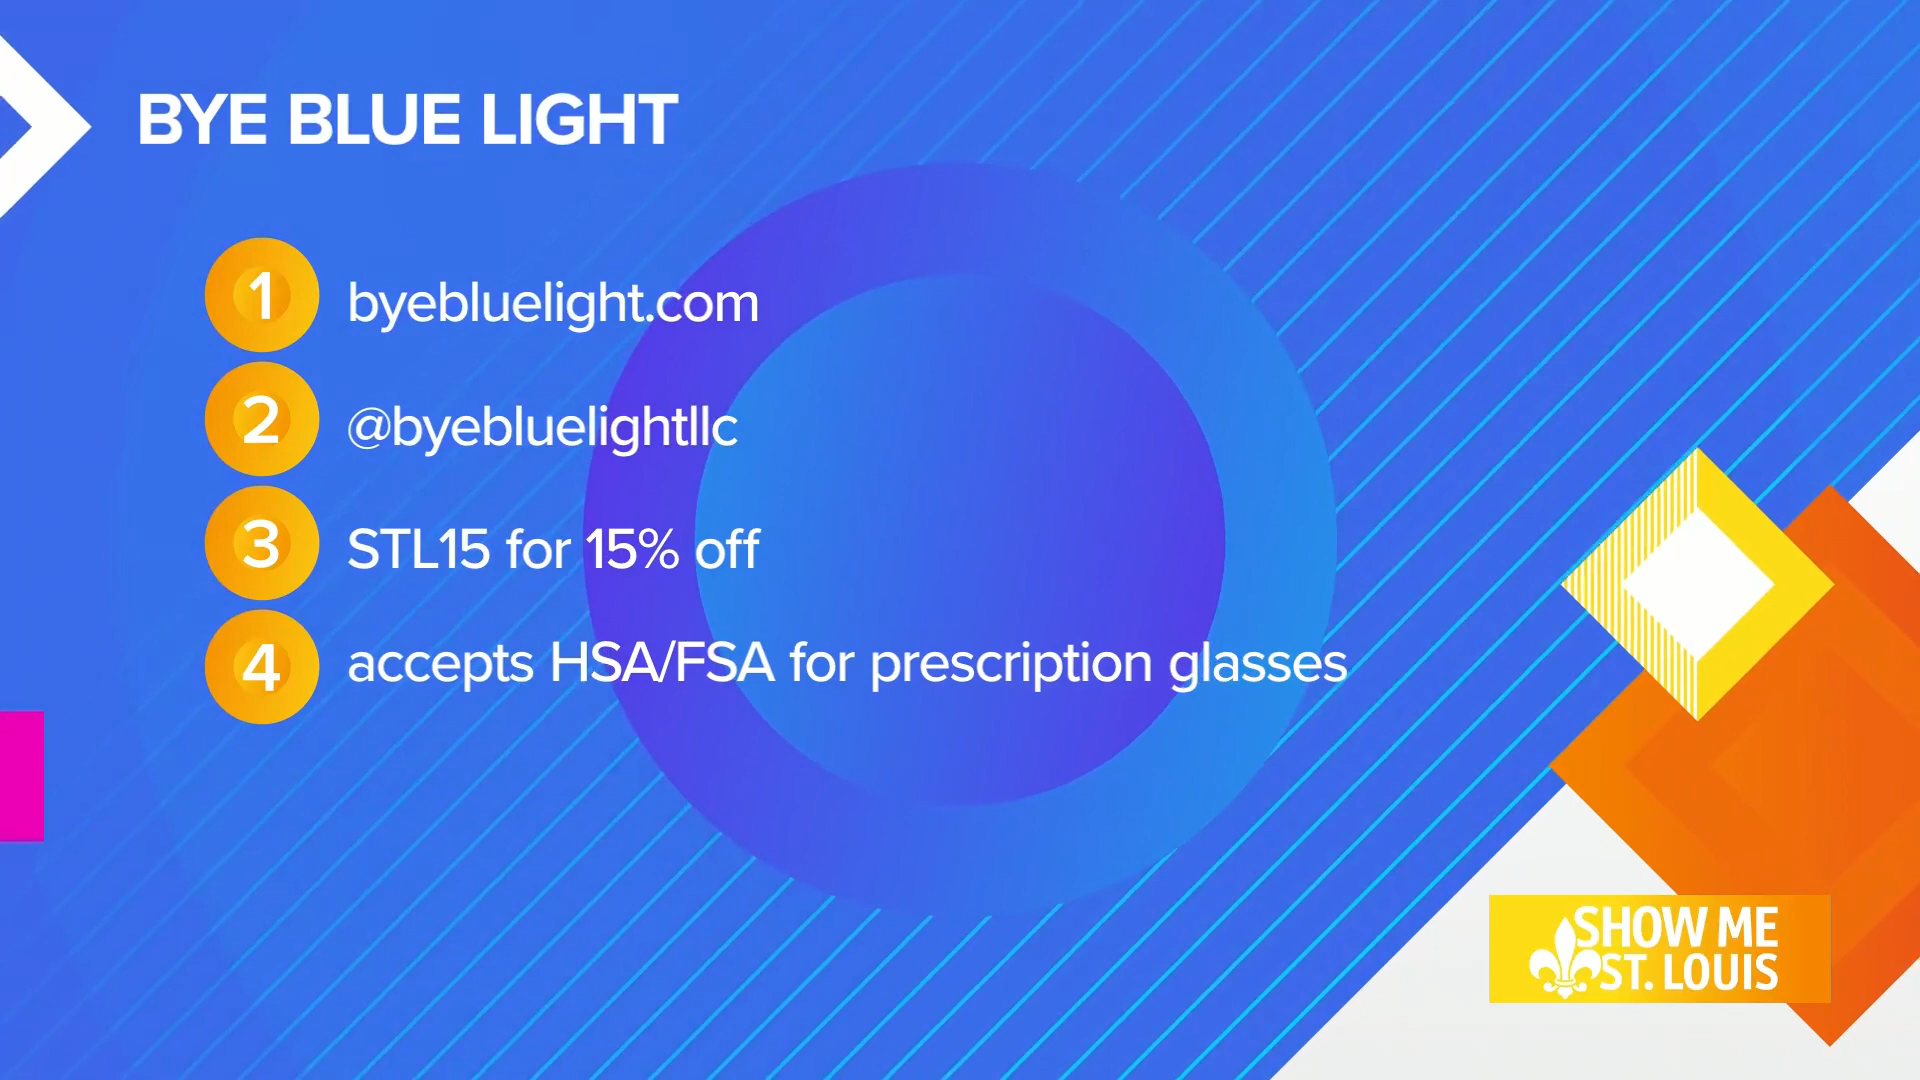 BYE BLUE LIGHT
1 byebluelight.com
2 @byebluelightllc
3 STL15 for 15% off
4 accepts HSA/FSA for prescription glasses
SHOW ME
ST. LOUIS